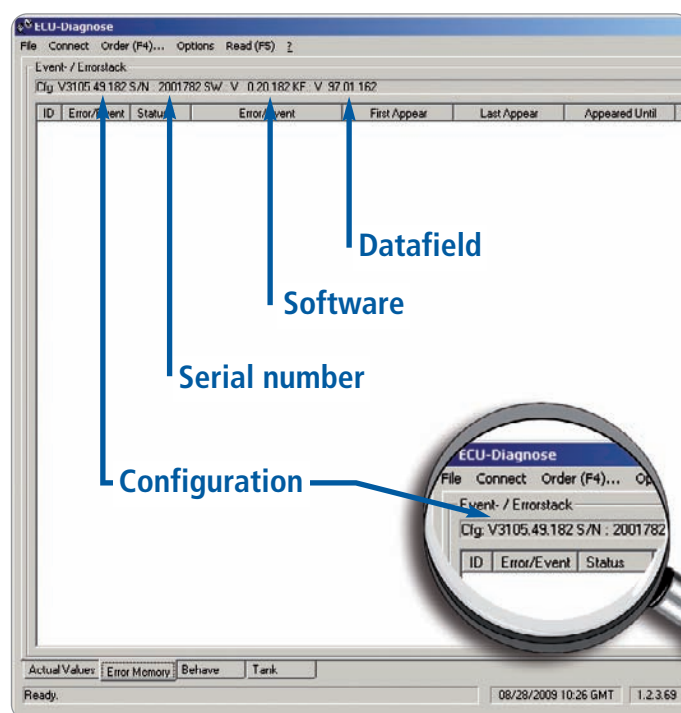 ECU-Diagnose
File Connect Order (F4)... Options Read (F5) ?
Event- / Errorstack
Cfg: V3105.49.182 S/N : 2001782 SW : V 0.20.182 KF : V 97.01.162
ID Error/Event Status Error/Event First Appear Last Appear Appeared Until
Datafield
Software
Serial number
Configuration
ECU-Diagnose
File Connect Order (F4)...
Event- / Errorstack
Cfg: V3105.49.182 S/N : 2001782
ID Error/Event Status
Actual Values Error Memory Behave Tank
Ready. 08/28/2009 10:26 GMT 1.2.3.69